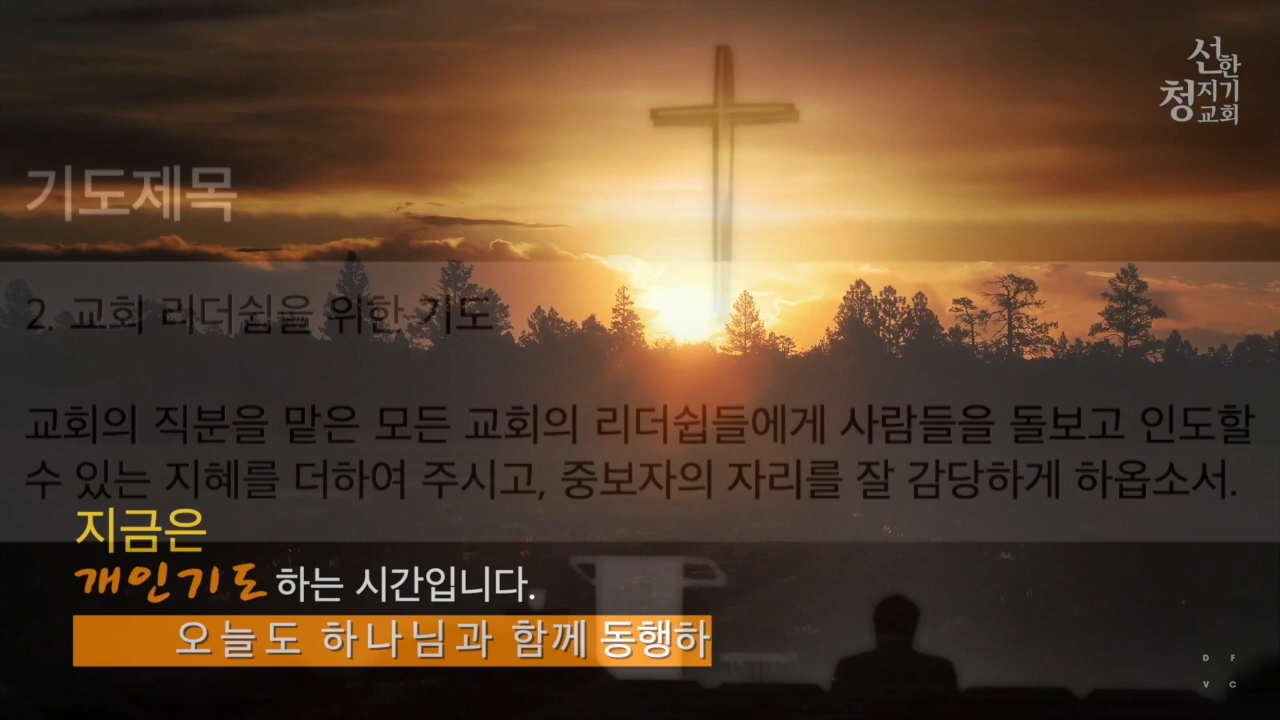 선한
청지기
교회
기도제목
2. 교회 리더쉽을 위한 기도
교회의 직분을 맡은 모든 교회의 리더쉽들에게 사람들을 돌보고 인도할
수 있는 지혜를 더하여 주시고, 중보자의 자리를 잘 감당하게 하옵소서.
지금은
개인기도 하는 시간입니다.
오늘도 하나님과 함께 동행하
D F
V C